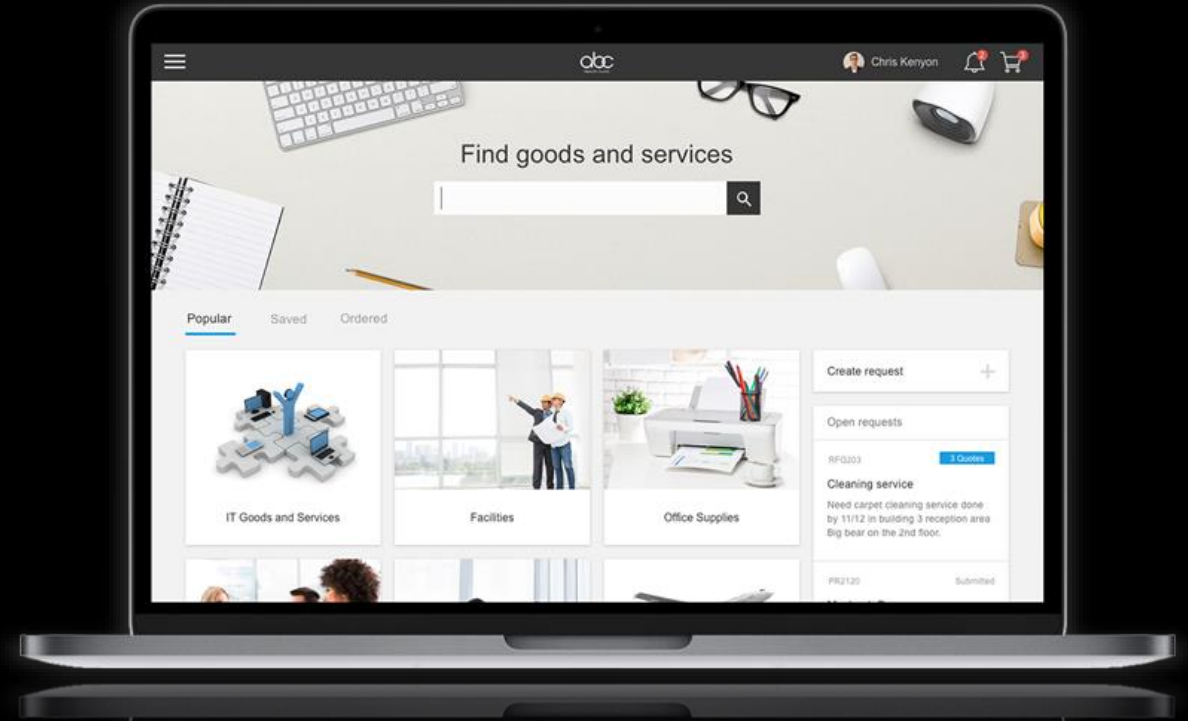 abc
Chris Kenyon
2
3
Find goods and services
Popular
Saved
Ordered
IT Goods and Services
Facilities
Office Supplies
Create request
Open requests
RFQ203
3 Quotes
Cleaning service
Need carpet cleaning service done
by 11/12 in building 3 reception area
Big bear on the 2nd floor.
PR2120
Submitted